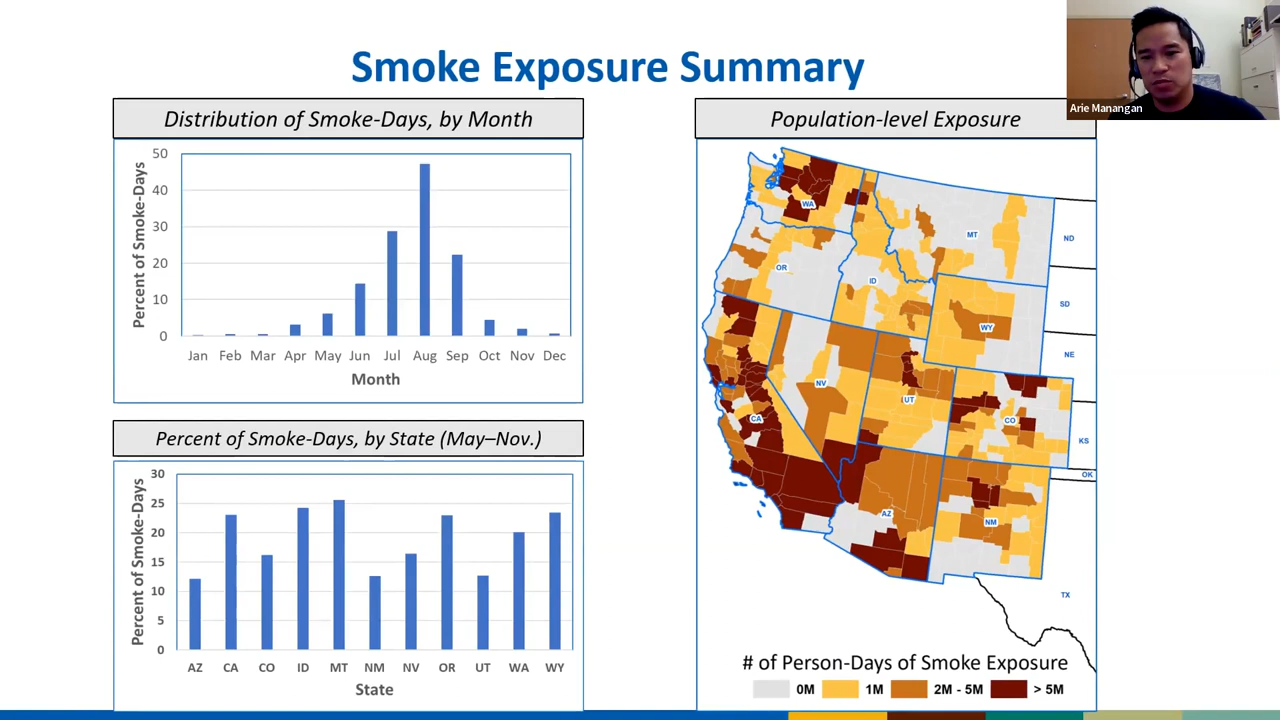 Smoke Exposure Summary
Arie Manangan
Distribution of Smoke-Days, by Month
Percent of Smoke-Days
50
40
30
20
10
0
Jan Feb Mar Apr May Jun Jul Aug Sep Oct Nov Dec
Month
Percent of Smoke-Days, by State (May–Nov.)
Percent of Smoke-Days
30
25
20
15
10
5
0
AZ CA CO ID MT NM NV OR UT WA WY
State
Population-level Exposure
WA
MT
ND
OR
ID
SD
WY
NE
NV
UT
CO
CA
KS
OK
AZ
NM
TX
# of Person-Days of Smoke Exposure
0M 1M 2M - 5M > 5M